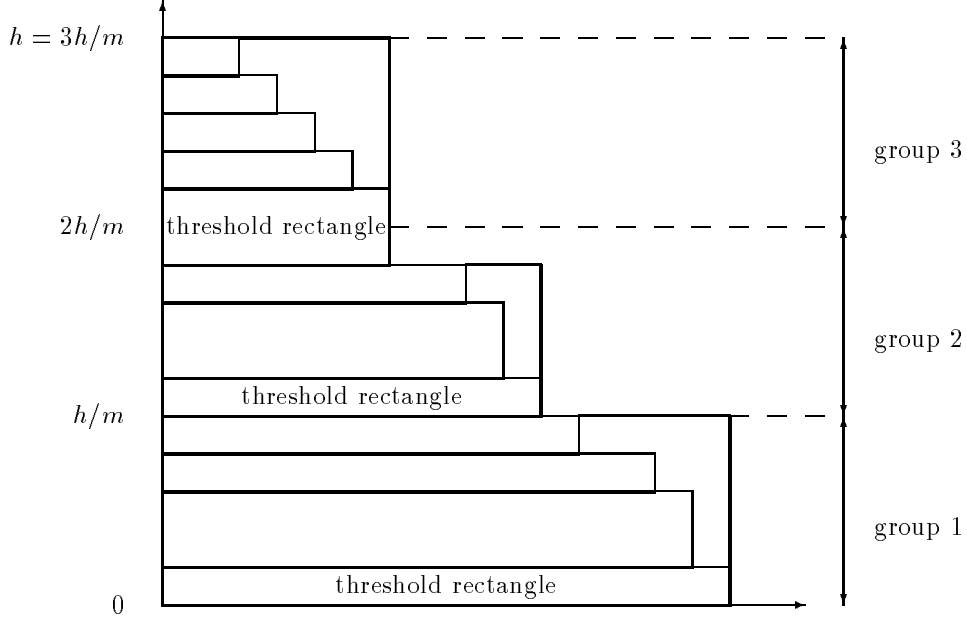 h = 3h/m
group 3
2h/m
threshold rectangle
group 2
threshold rectangle
h/m
group 1
threshold rectangle
0